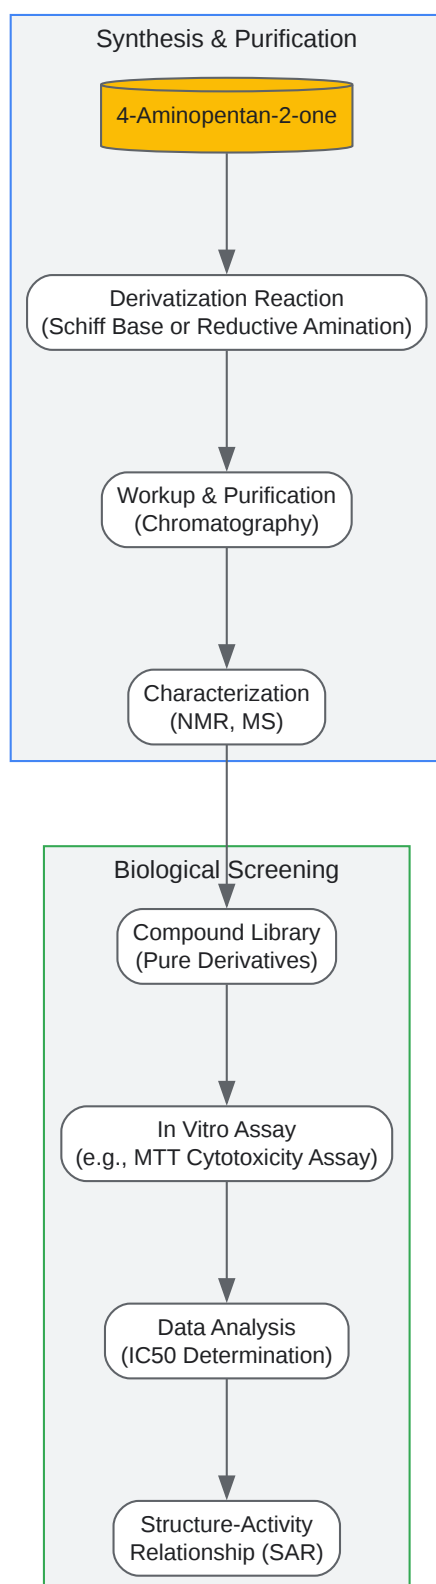 Synthesis & Purification
4-Aminopentan-2-one
Derivatization Reaction
(Schiff Base or Reductive Amination)
Workup & Purification
(Chromatography)
Characterization
(NMR, MS)
Biological Screening
Compound Library
(Pure Derivatives)
In Vitro Assay
(e.g., MTT Cytotoxicity Assay)
Data Analysis
(IC50 Determination)
Structure-Activity
Relationship (SAR)